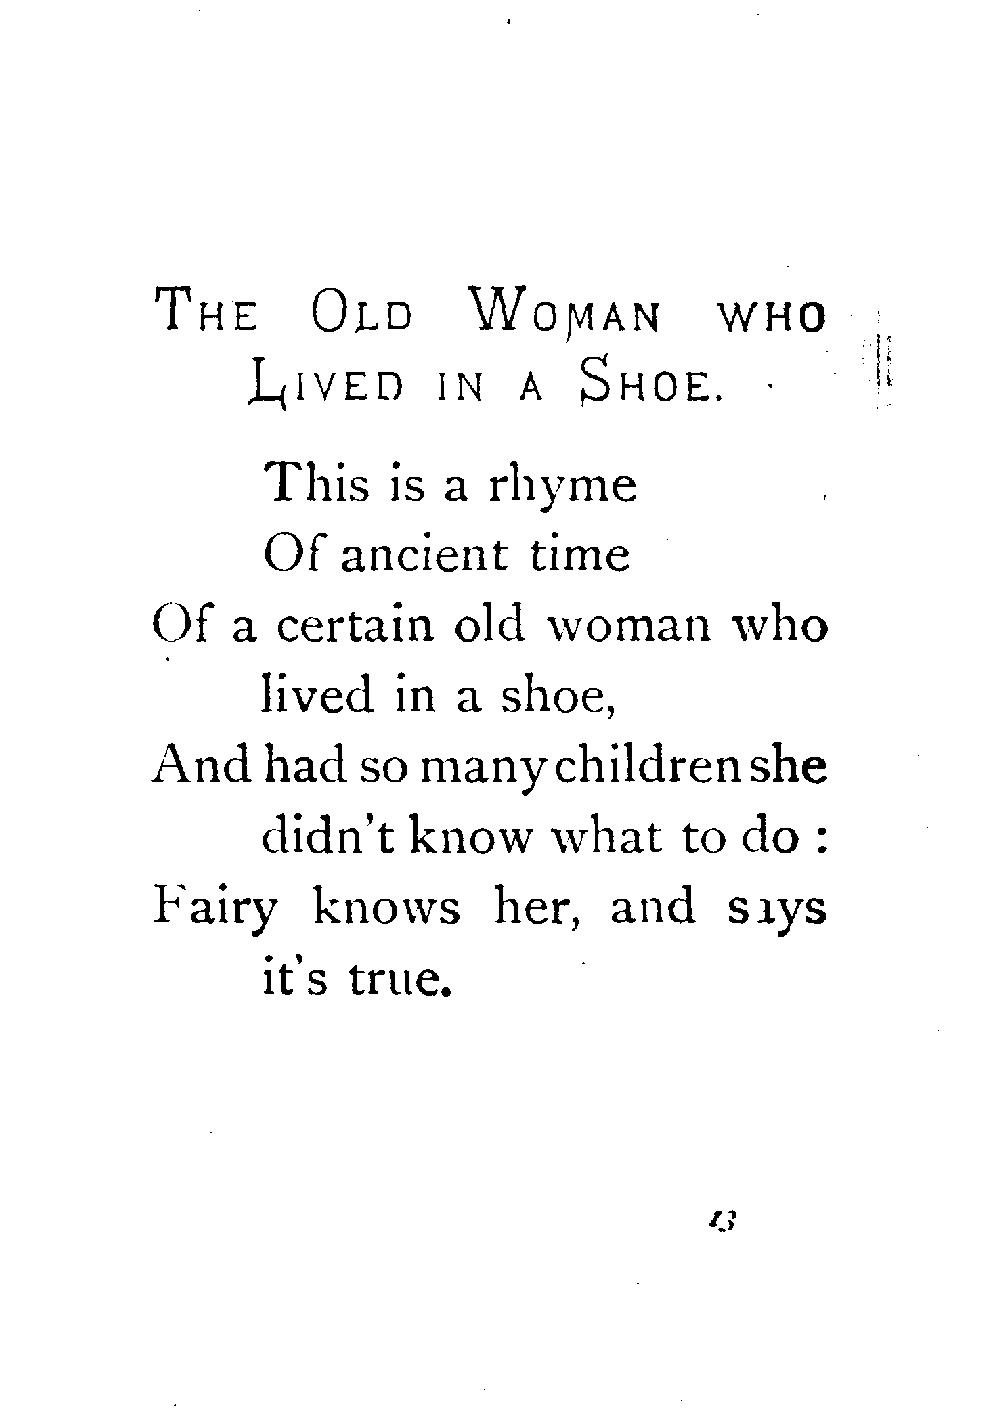 The Old Woman who
Lived in a Shoe.
This is a rhyme
Of ancient time
Of a certain old woman who
lived in a shoe,
And had so many children she
didn't know what to do :
Fairy knows her, and says
it's true.
13